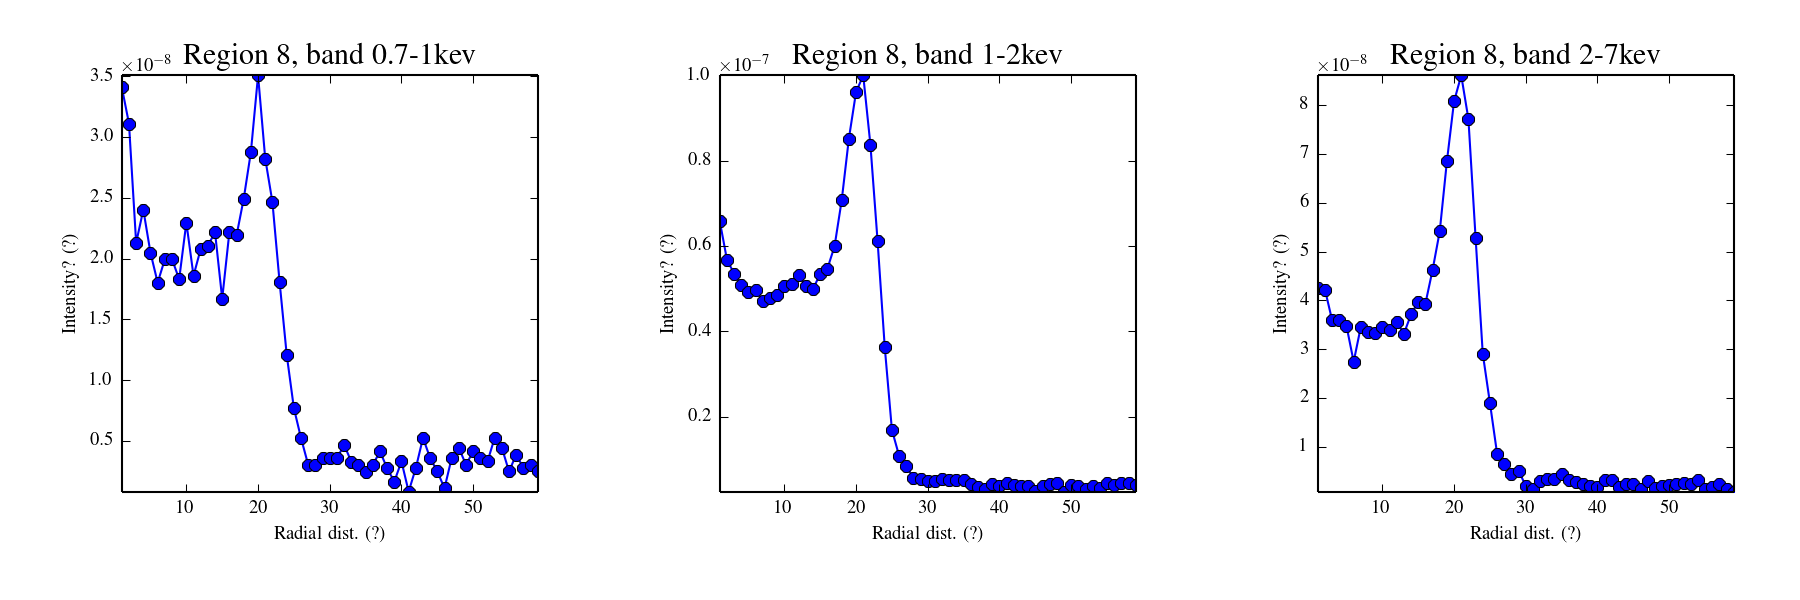 Region 8, band 0.7-1kev
×10−8
3.5
3.0
2.5
2.0
1.5
1.0
0.5
Intensity? (?)
10 20 30 40 50
Radial dist. (?)
Region 8, band 1-2kev
×10−7
1.0
0.8
0.6
0.4
0.2
Intensity? (?)
10 20 30 40 50
Radial dist. (?)
Region 8, band 2-7kev
×10−8
8
7
6
5
4
3
2
1
Intensity? (?)
10 20 30 40 50
Radial dist. (?)